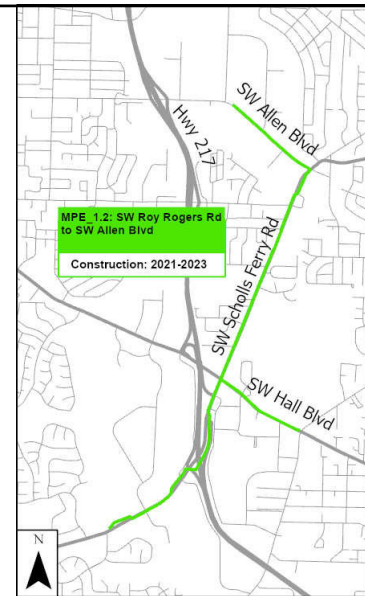 SW Allen Blvd
Hwy 217
MPE_1.2: SW Roy Rogers Rd
to SW Allen Blvd
Construction: 2021-2023
SW Scholls Ferry Rd
SW Hall Blvd
N